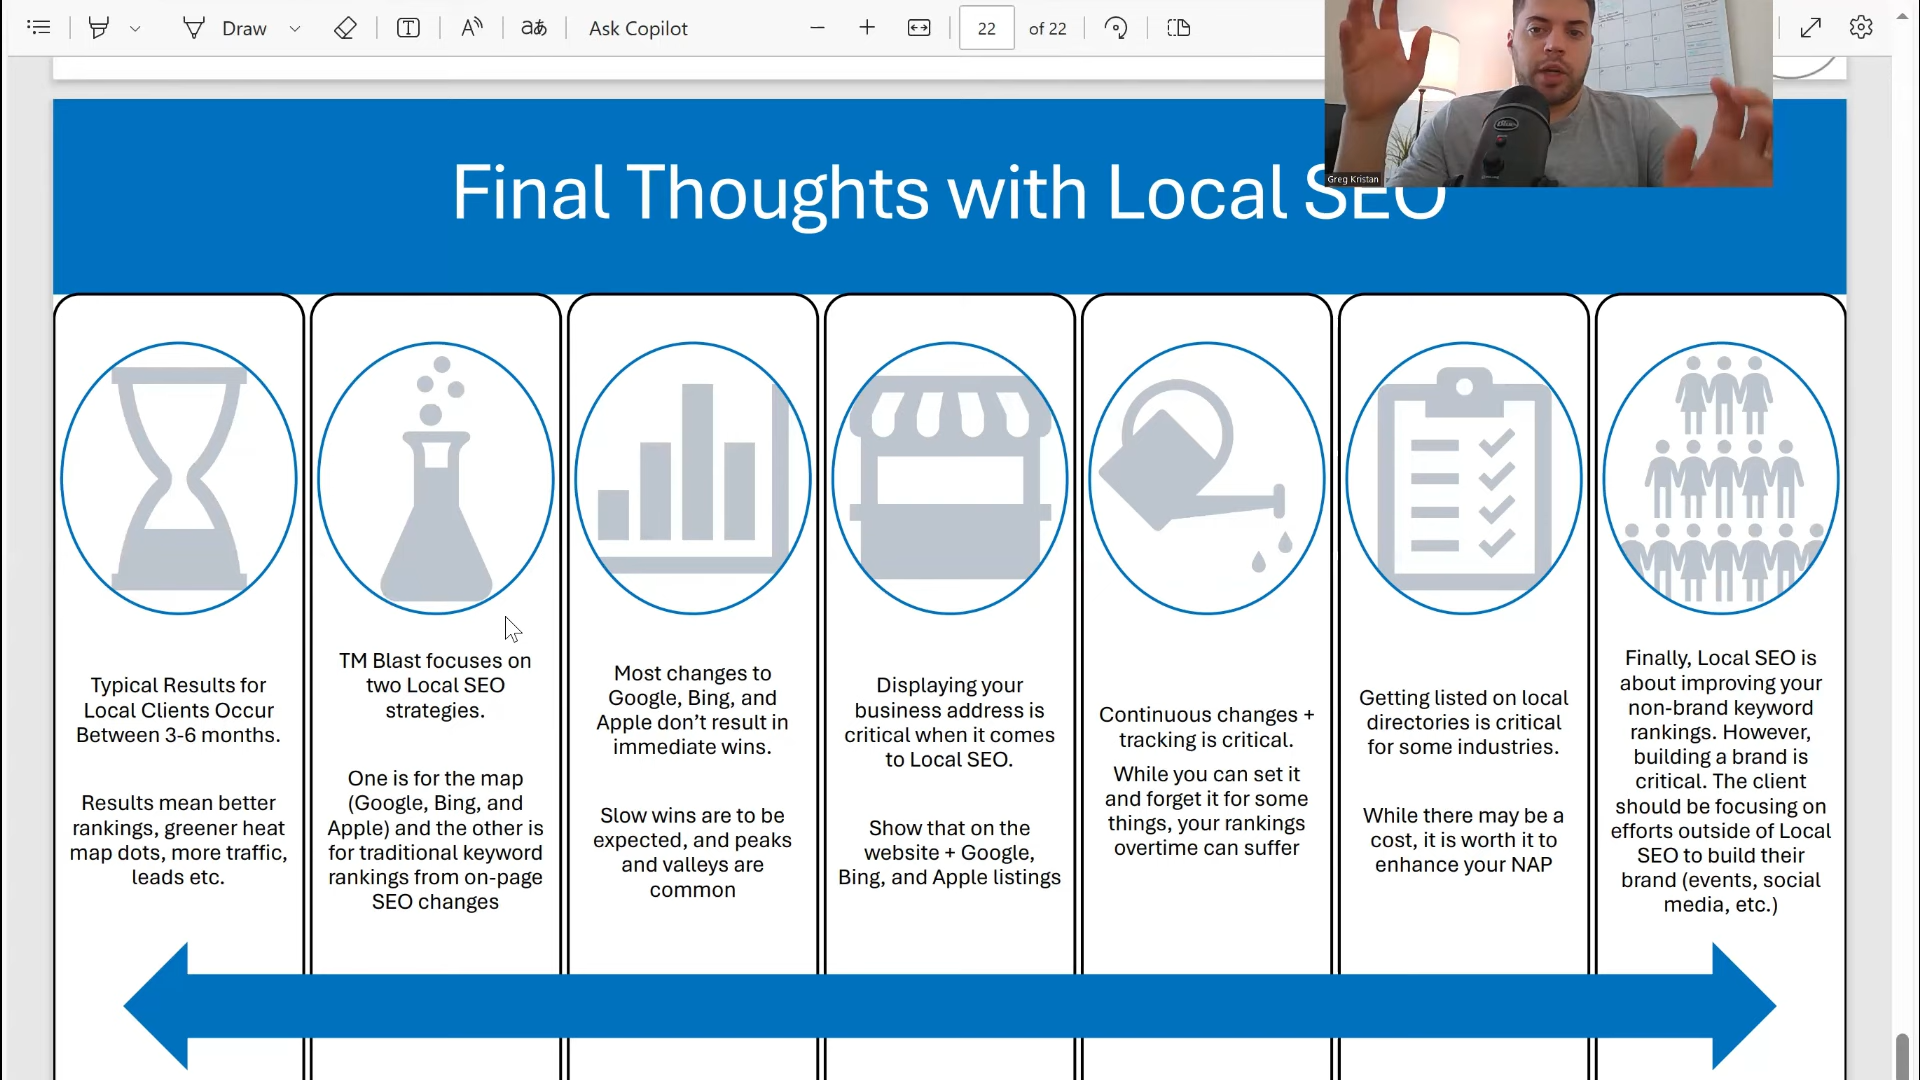 Draw
Ask Copilot
22
of 22
Greg Kristan
Final Thoughts with Local SEO
Typical Results for
Local Clients Occur
Between 3-6 months.
Results mean better
rankings, greener heat
map dots, more traffic,
leads etc.
TM Blast focuses on
two Local SEO
strategies.
One is for the map
(Google, Bing, and
Apple) and the other is
for traditional keyword
rankings from on-page
SEO changes
Most changes to
Google, Bing, and
Apple don’t result in
immediate wins.
Slow wins are to be
expected, and peaks
and valleys are
common
Displaying your
business address is
critical when it comes
to Local SEO.
Show that on the
website + Google,
Bing, and Apple listings
Continuous changes +
tracking is critical.
While you can set it
and forget it for some
things, your rankings
overtime can suffer
Getting listed on local
directories is critical
for some industries.
While there may be a
cost, it is worth it to
enhance your NAP
Finally, Local SEO is
about improving your
non-brand keyword
rankings. However,
building a brand is
critical. The client
should be focusing on
efforts outside of Local
SEO to build their
brand (events, social
media, etc.)